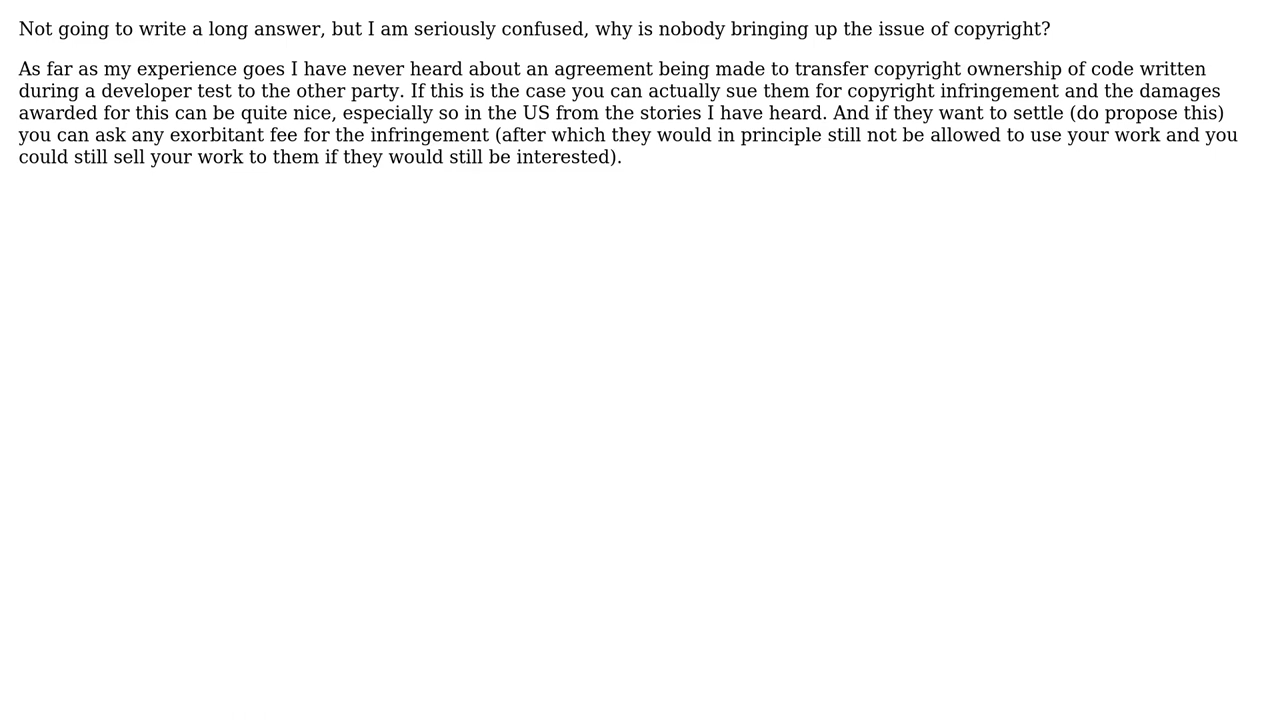 Not going to write a long answer, but I am seriously confused, why is nobody bringing up the issue of copyright?
As far as my experience goes I have never heard about an agreement being made to transfer copyright ownership of code written
during a developer test to the other party. If this is the case you can actually sue them for copyright infringement and the damages
awarded for this can be quite nice, especially so in the US from the stories I have heard. And if they want to settle (do propose this)
you can ask any exorbitant fee for the infringement (after which they would in principle still not be allowed to use your work and you
could still sell your work to them if they would still be interested).